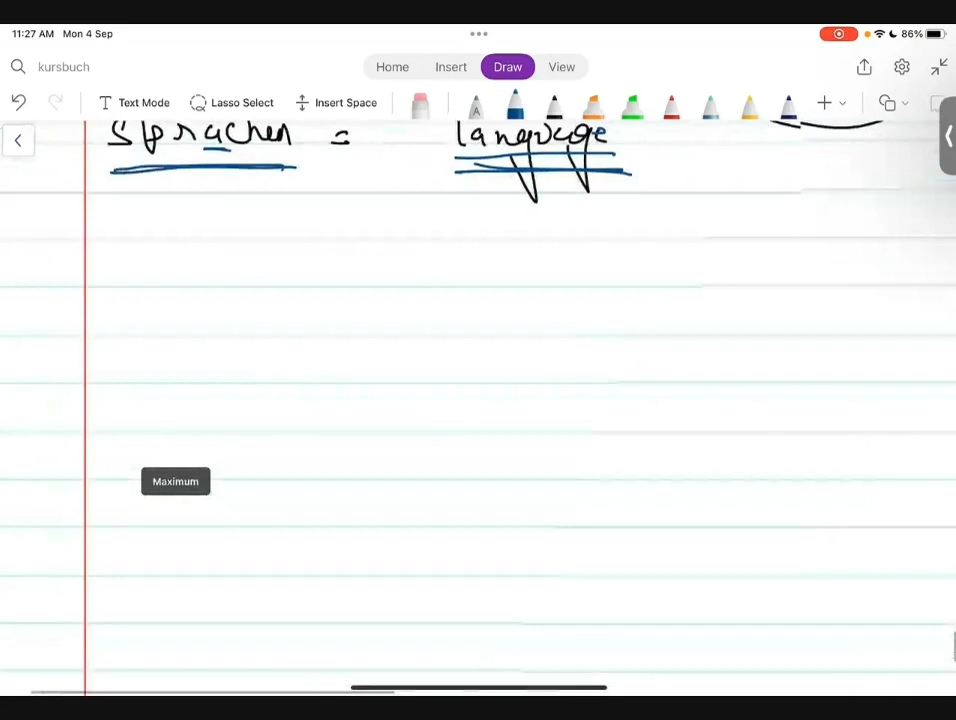 11:27 AM Mon 4 Sep
86%
kursbuch
Home Insert Draw View
Text Mode Lasso Select Insert Space
A
Sprachen = language
Maximum